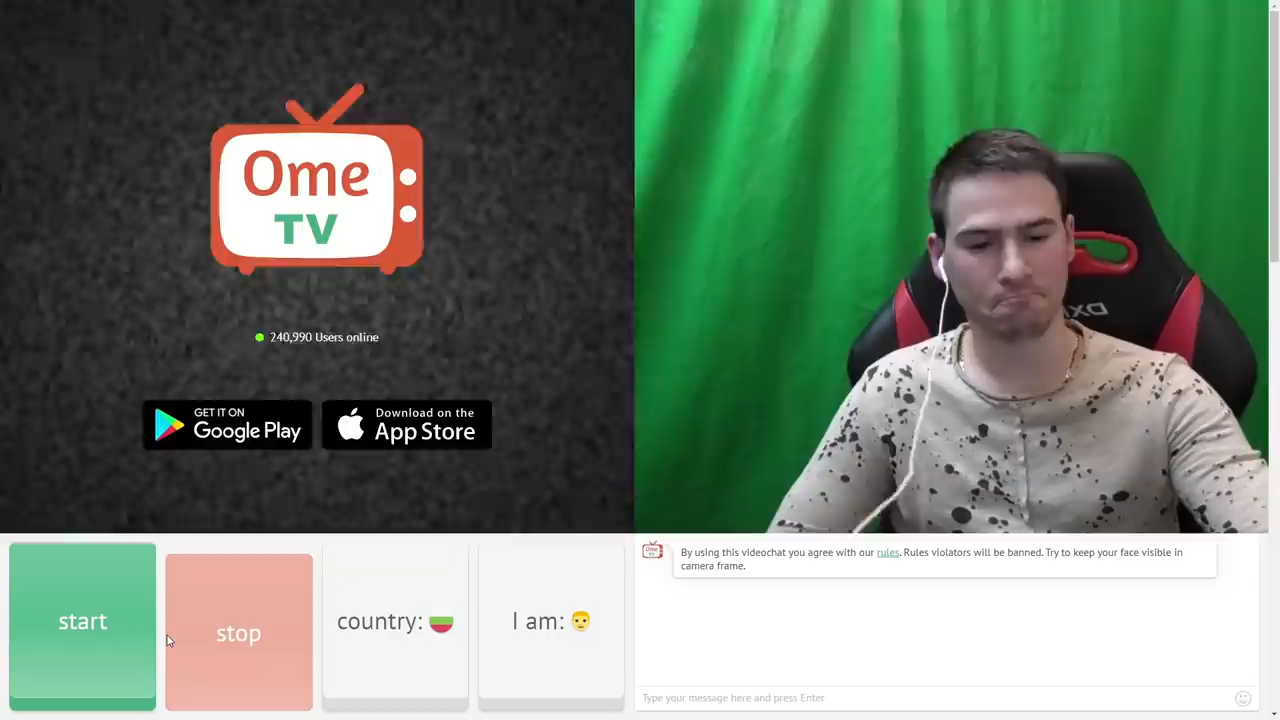 Ome
TV
240,990 Users online
GET IT ON
Google Play
Download on the
App Store
start
stop
country:
I am:
Ome
TV
By using this videochat you agree with our rules. Rules violators will be banned. Try to keep your face visible in
camera frame.
Type your message here and press Enter